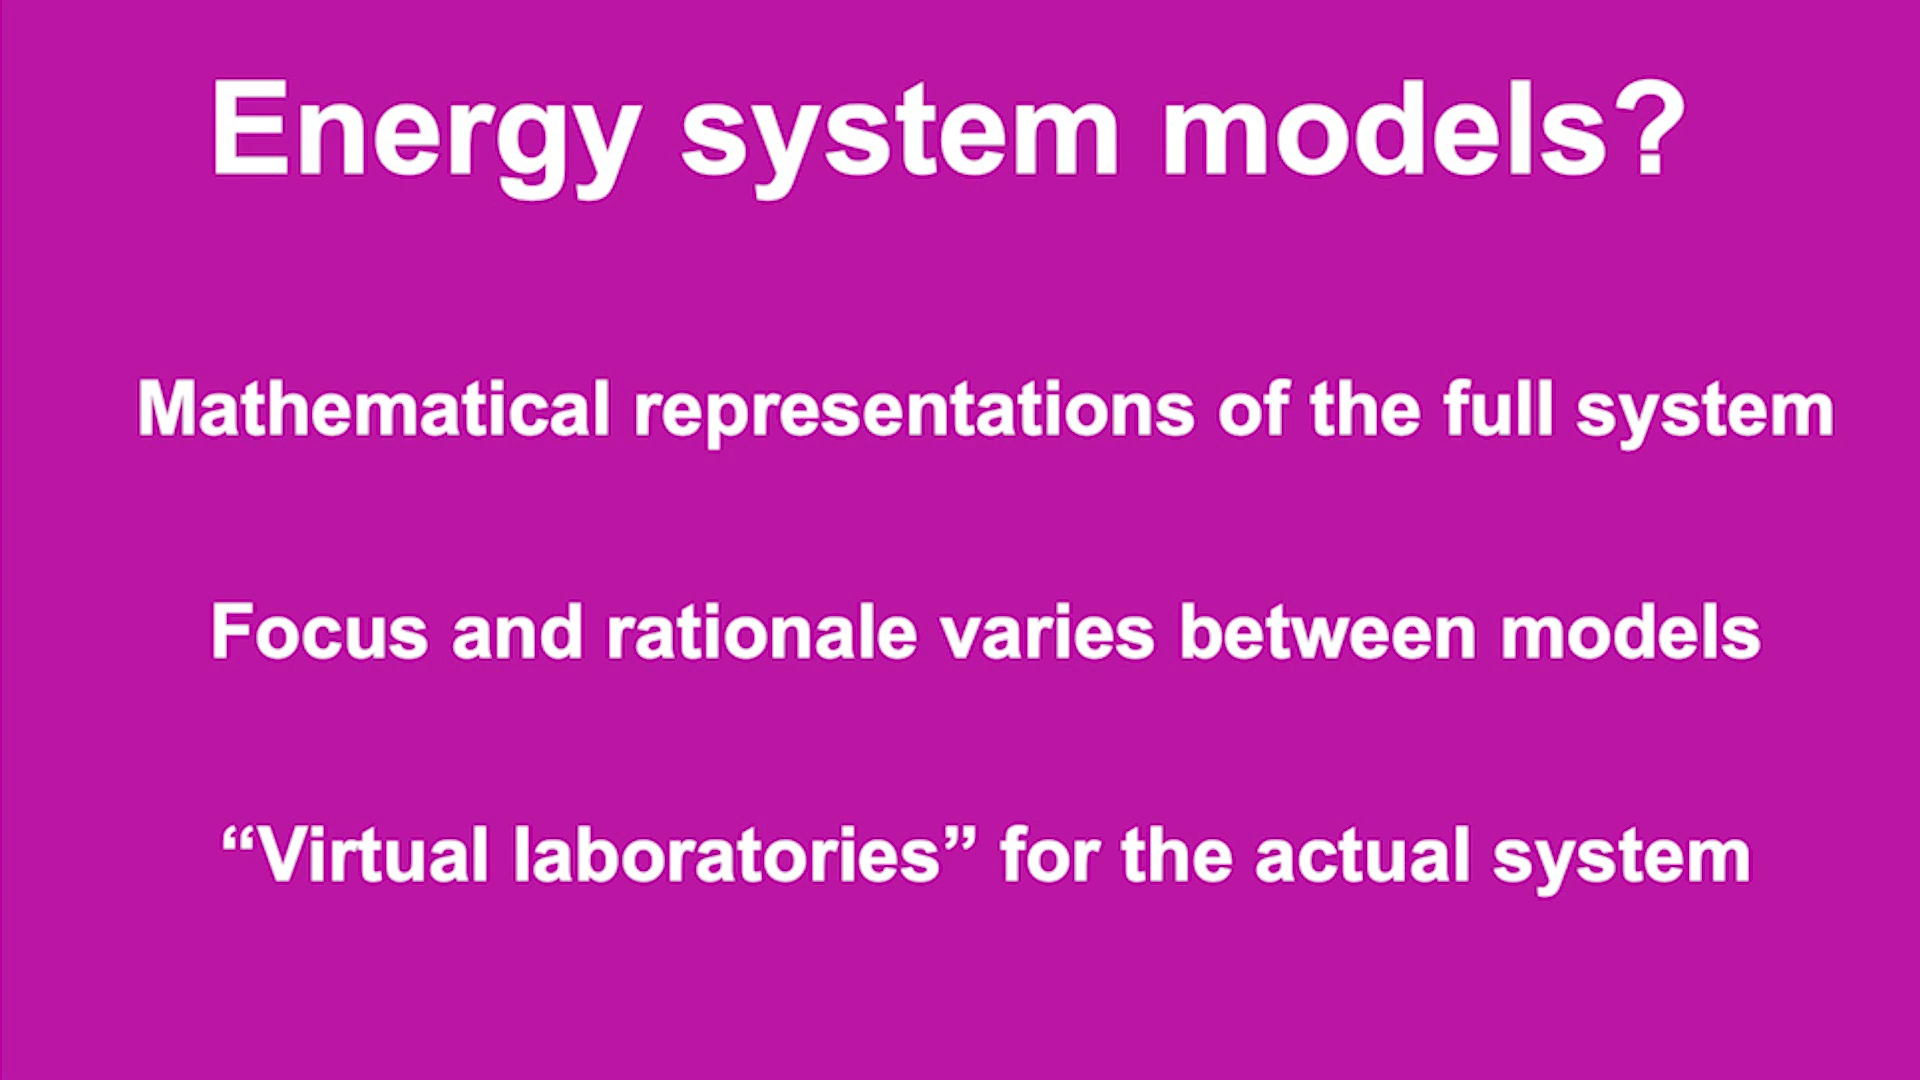 Energy system models?
Mathematical representations of the full system
Focus and rationale varies between models
“Virtual laboratories” for the actual system